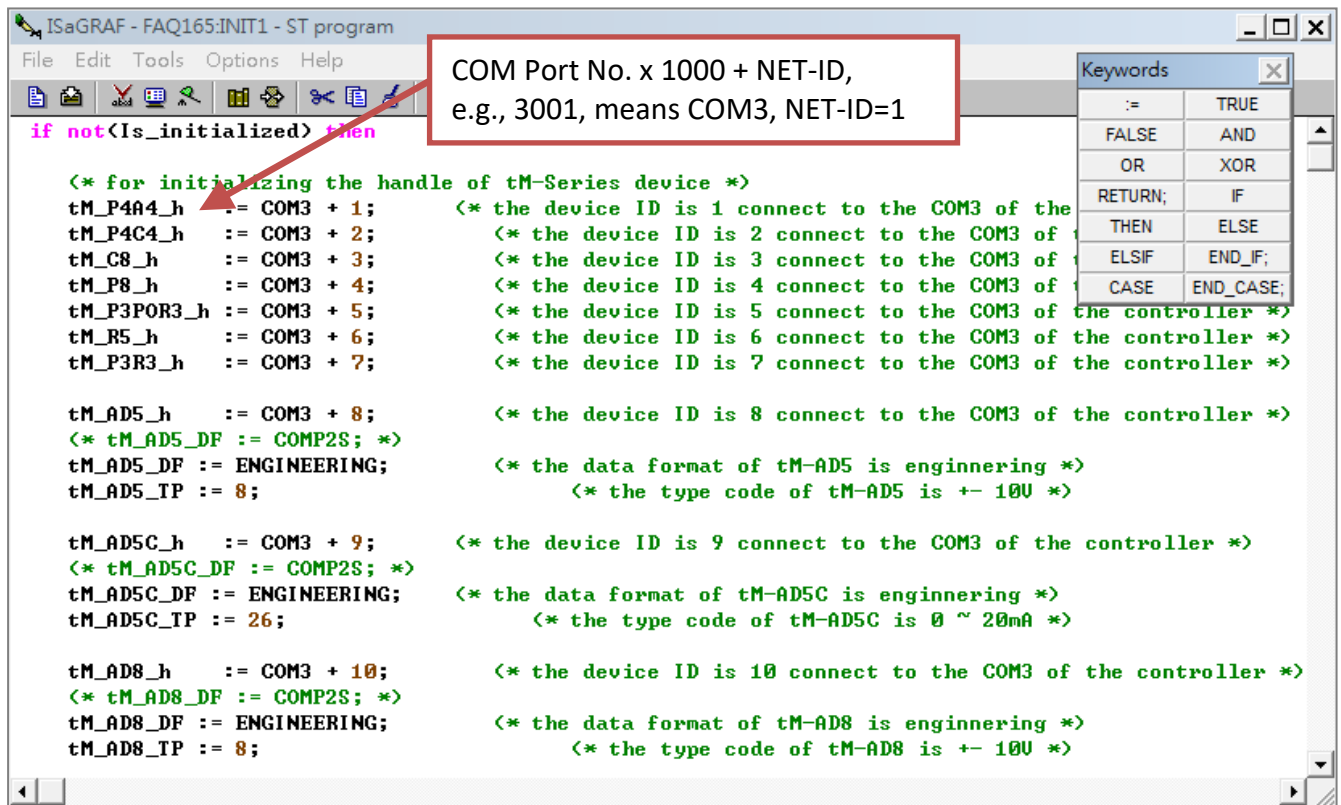 ISaGRAF - FAQ165:INIT1 - ST program
File Edit Tools Options Help
COM Port No. x 1000 + NET-ID,
e.g., 3001, means COM3, NET-ID=1
Keywords
:= TRUE
FALSE AND
OR XOR
RETURN; IF
THEN ELSE
ELSIF END_IF;
CASE END_CASE;
if not(Is_initialized) then
(* for initializing the handle of tM-Series device *)
tM_P4A4_h := COM3 + 1; (* the device ID is 1 connect to the COM3 of the
tM_P4C4_h := COM3 + 2; (* the device ID is 2 connect to the COM3 of
tM_C8_h := COM3 + 3; (* the device ID is 3 connect to the COM3 of
tM_P8_h := COM3 + 4; (* the device ID is 4 connect to the COM3 of
tM_P3POR3_h := COM3 + 5; (* the device ID is 5 connect to the COM3 of the controller *)
tM_R5_h := COM3 + 6; (* the device ID is 6 connect to the COM3 of the controller *)
tM_P3R3_h := COM3 + 7; (* the device ID is 7 connect to the COM3 of the controller *)
tM_AD5_h := COM3 + 8; (* the device ID is 8 connect to the COM3 of the controller *)
(* tM_AD5_DF := COMP2S; *)
tM_AD5_DF := ENGINEERING; (* the data format of tM-AD5 is enginnering *)
tM_AD5_TP := 8; (* the type code of tM-AD5 is +- 10V *)
tM_AD5C_h := COM3 + 9; (* the device ID is 9 connect to the COM3 of the controller *)
(* tM_AD5C_DF := COMP2S; *)
tM_AD5C_DF := ENGINEERING; (* the data format of tM-AD5C is enginnering *)
tM_AD5C_TP := 26; (* the type code of tM-AD5C is 0 ~ 20mA *)
tM_AD8_h := COM3 + 10; (* the device ID is 10 connect to the COM3 of the controller *)
(* tM_AD8_DF := COMP2S; *)
tM_AD8_DF := ENGINEERING; (* the data format of tM-AD8 is enginnering *)
tM_AD8_TP := 8; (* the type code of tM-AD8 is +- 10V *)